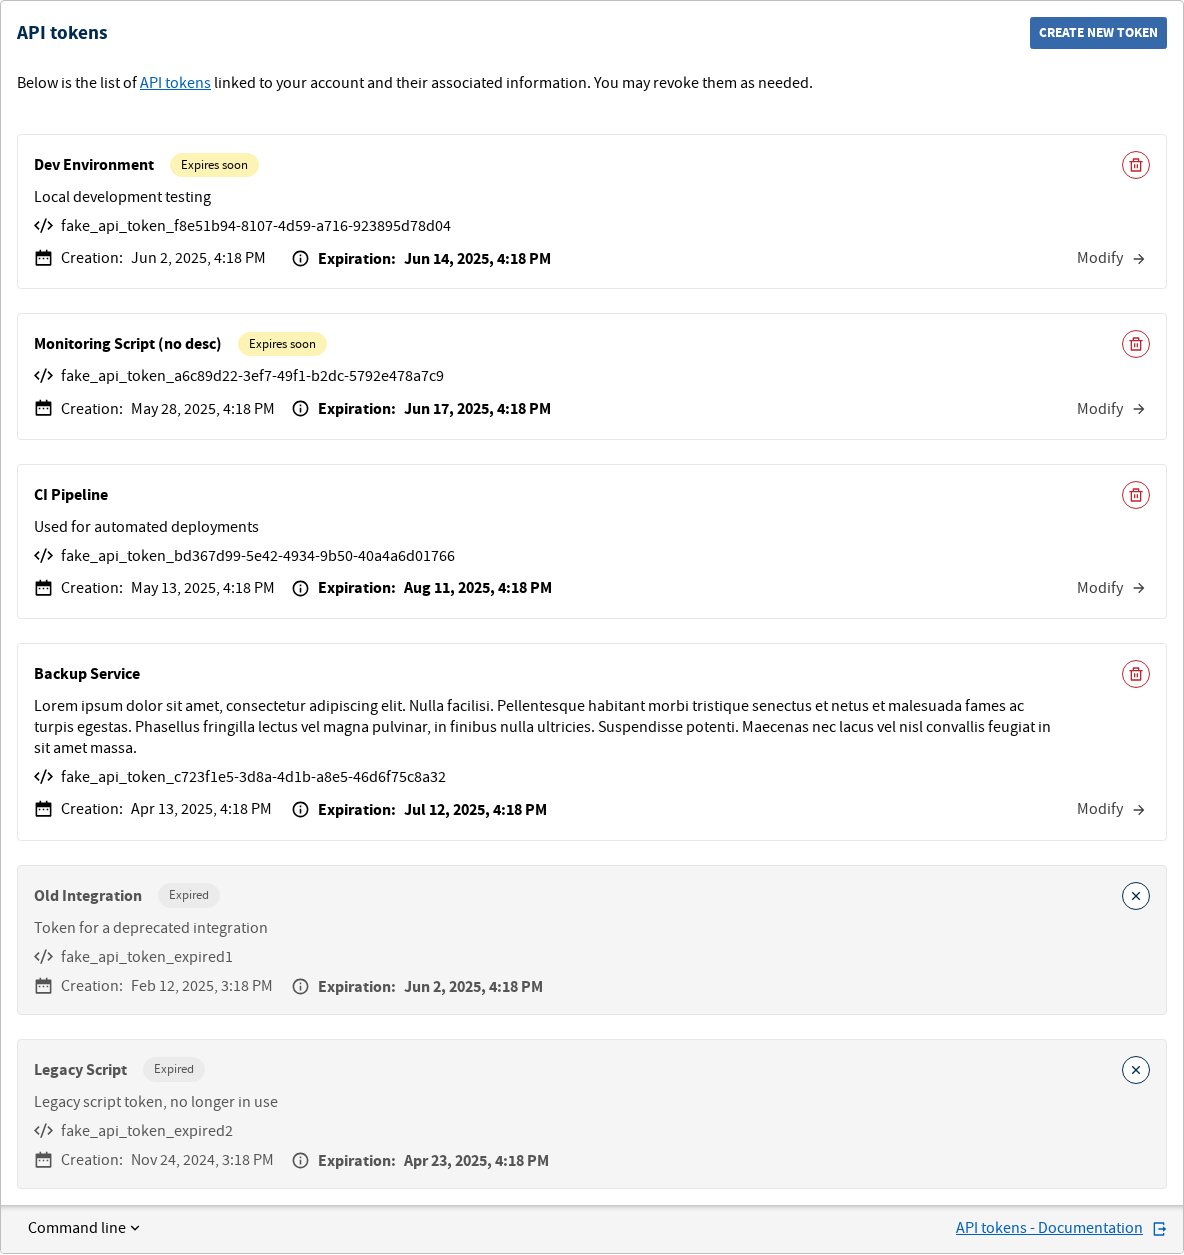 API tokens
CREATE NEW TOKEN
Below is the list of API tokens linked to your account and their associated information. You may revoke them as needed.
Dev Environment Expires soon
Local development testing
fake_api_token_f8e51b94-8107-4d59-a716-923895d78d04
Creation: Jun 2, 2025, 4:18 PM Expiration: Jun 14, 2025, 4:18 PM Modify
Monitoring Script (no desc) Expires soon
fake_api_token_a6c89d22-3ef7-49f1-b2dc-5792e478a7c9
Creation: May 28, 2025, 4:18 PM Expiration: Jun 17, 2025, 4:18 PM Modify
CI Pipeline
Used for automated deployments
fake_api_token_bd367d99-5e42-4934-9b50-40a4a6d01766
Creation: May 13, 2025, 4:18 PM Expiration: Aug 11, 2025, 4:18 PM Modify
Backup Service
Lorem ipsum dolor sit amet, consectetur adipiscing elit. Nulla facilisi. Pellentesque habitant morbi tristique senectus et netus et malesuada fames ac
turpis egestas. Phasellus fringilla lectus vel magna pulvinar, in finibus nulla ultricies. Suspendisse potenti. Maecenas nec lacus vel nisl convallis feugiat in
sit amet massa.
fake_api_token_c723f1e5-3d8a-4d1b-a8e5-46d6f75c8a32
Creation: Apr 13, 2025, 4:18 PM Expiration: Jul 12, 2025, 4:18 PM Modify
Old Integration Expired
Token for a deprecated integration
fake_api_token_expired1
Creation: Feb 12, 2025, 3:18 PM Expiration: Jun 2, 2025, 4:18 PM
Legacy Script Expired
Legacy script token, no longer in use
fake_api_token_expired2
Creation: Nov 24, 2024, 3:18 PM Expiration: Apr 23, 2025, 4:18 PM
Command line
API tokens - Documentation